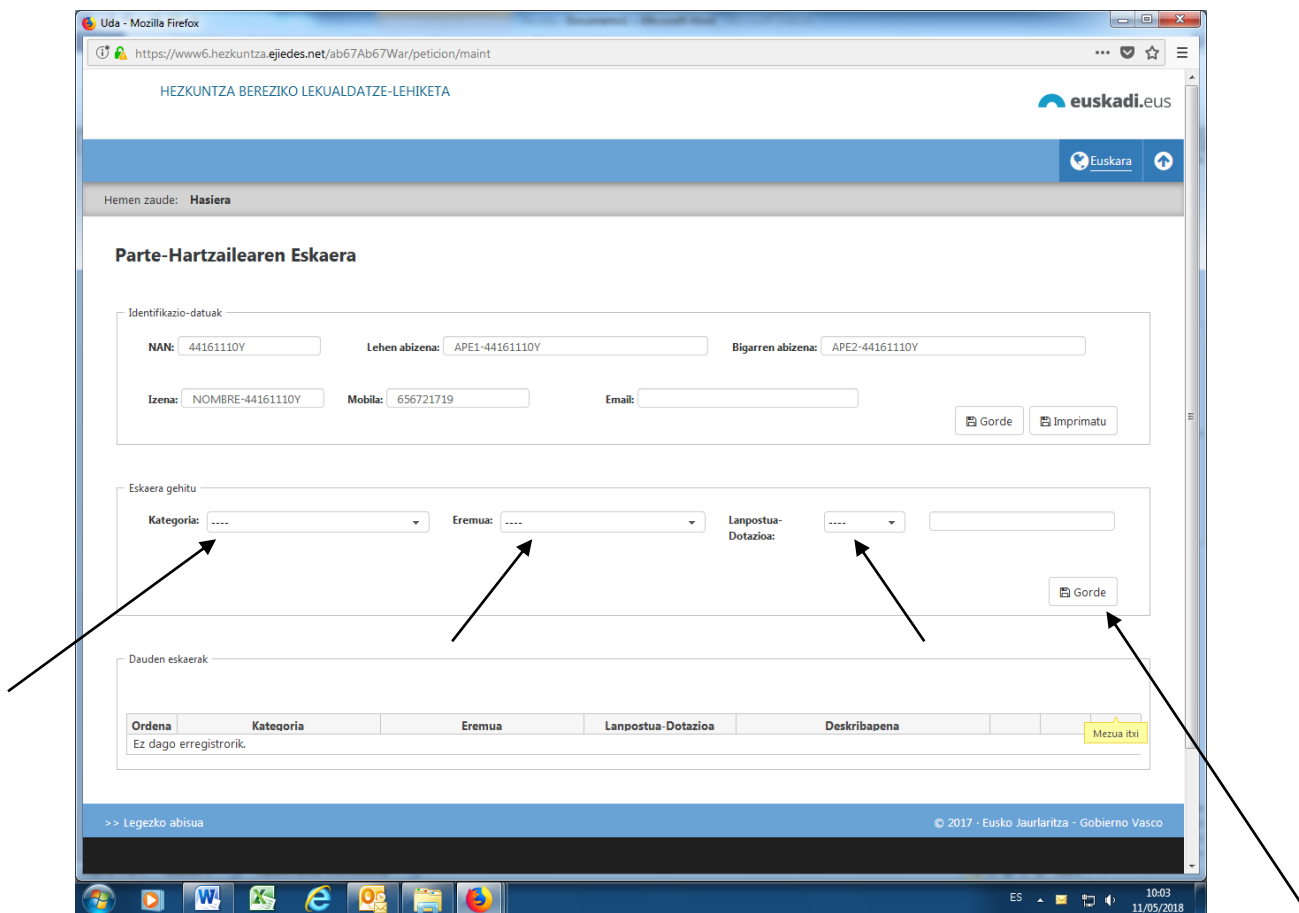 Uda - Mozilla Firefox
https://www6.hezkuntza.ejiedes.net/ab67Ab67War/peticion/maint
HEZKUNTZA BEREZIKO LEKUALDATZE-LEHIKETA
euskadi.eus
Euskara
Hemen zaude: Hasiera
Parte-Hartzailearen Eskaera
Identifikazio-datuak
NAN: 44161110Y Lehen abizena: APE1-44161110Y Bigarren abizena: APE2-44161110Y
Izena: NOMBRE-44161110Y Mobila: 656721719 Email:
Gorde Imprimatu
Eskaera gehitu
Kategoria: ---- Eremua: ---- Lanpostua-Dotazioa: ----
Gorde
Dauden eskaerak
Ordena Kategoria Eremua Lanpostua-Dotazioa Deskribapena
Mezua itxi
Ez dago erregistrorik.
>> Legezko abisua © 2017 · Eusko Jaurlaritza - Gobierno Vasco
ES 10:03
11/05/2018